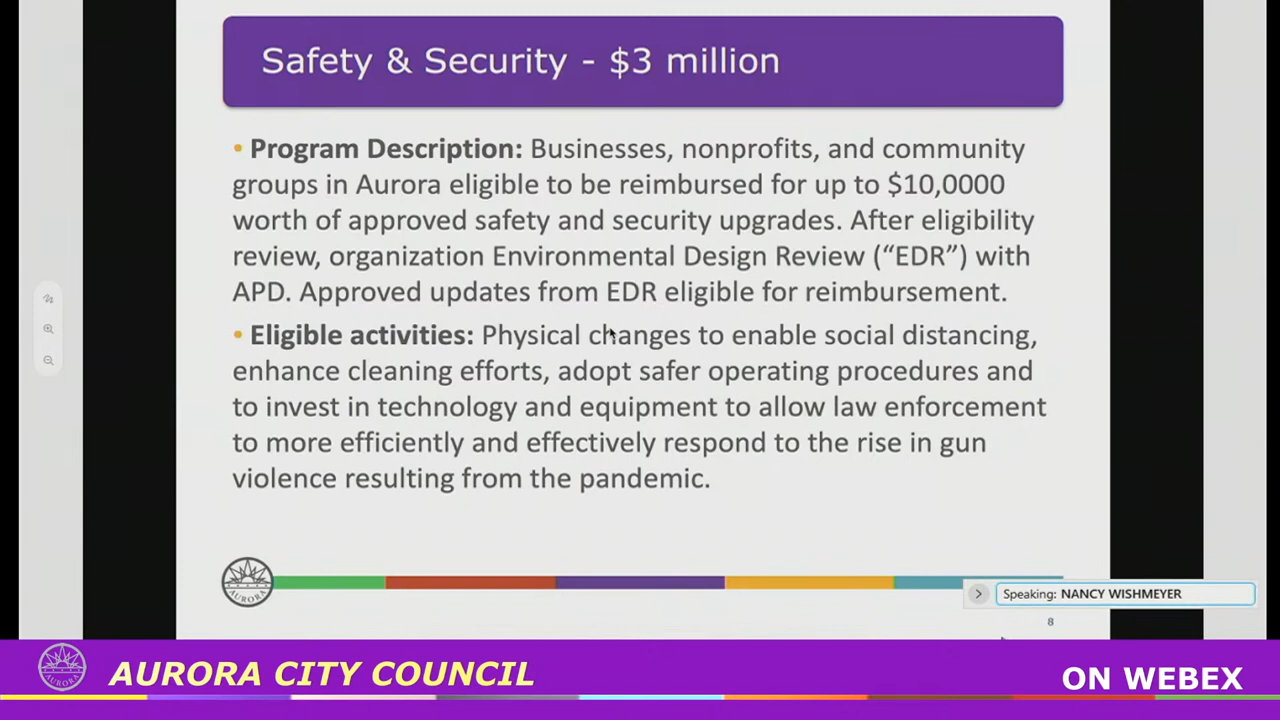 Safety & Security - $3 million
• Program Description: Businesses, nonprofits, and community
groups in Aurora eligible to be reimbursed for up to $10,0000
worth of approved safety and security upgrades. After eligibility
review, organization Environmental Design Review (“EDR”) with
APD. Approved updates from EDR eligible for reimbursement.
• Eligible activities: Physical changes to enable social distancing,
enhance cleaning efforts, adopt safer operating procedures and
to invest in technology and equipment to allow law enforcement
to more efficiently and effectively respond to the rise in gun
violence resulting from the pandemic.
AURORA
Speaking: NANCY WISHMEYER
8
AURORA CITY COUNCIL
ON WEBEX